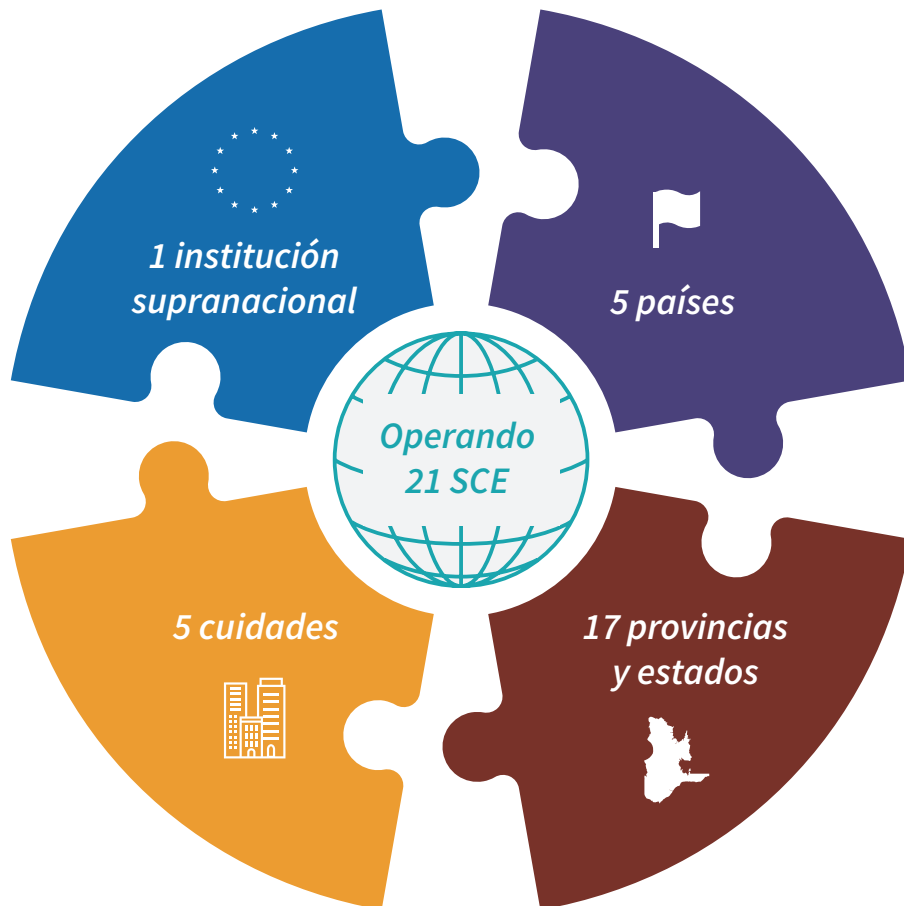 1 institución
supranacional
5 países
Operando
21 SCE
5 cuidades
17 provincias
y estados